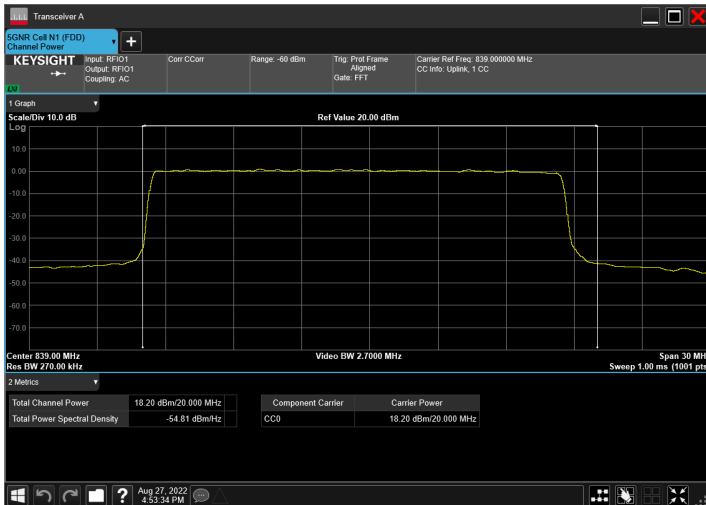 Transceiver A
5GNR Cell N1 (FDD)
Channel Power
KEYSIGHT
Input: RFIO1
Output: RFIO1
Coupling: AC
Corr CCorr
Range: -60 dBm
Trig: Prot Frame
Aligned
Gate: FFT
Carrier Ref Freq: 839.000000 MHz
CC Info: Uplink, 1 CC
1 Graph
Scale/Div 10.0 dB
Ref Value 20.00 dBm
Log
10.0
0.00
-10.0
-20.0
-30.0
-40.0
-50.0
-60.0
-70.0
Center 839.00 MHz
Video BW 2.7000 MHz
Span 30 MH
Res BW 270.00 kHz
Sweep 1.00 ms (1001 pts
2 Metrics
Total Channel Power 18.20 dBm/20.000 MHz
Total Power Spectral Density -54.81 dBm/Hz
Component Carrier Carrier Power
CC0 18.20 dBm/20.000 MHz
Aug 27, 2022
4:53:34 PM